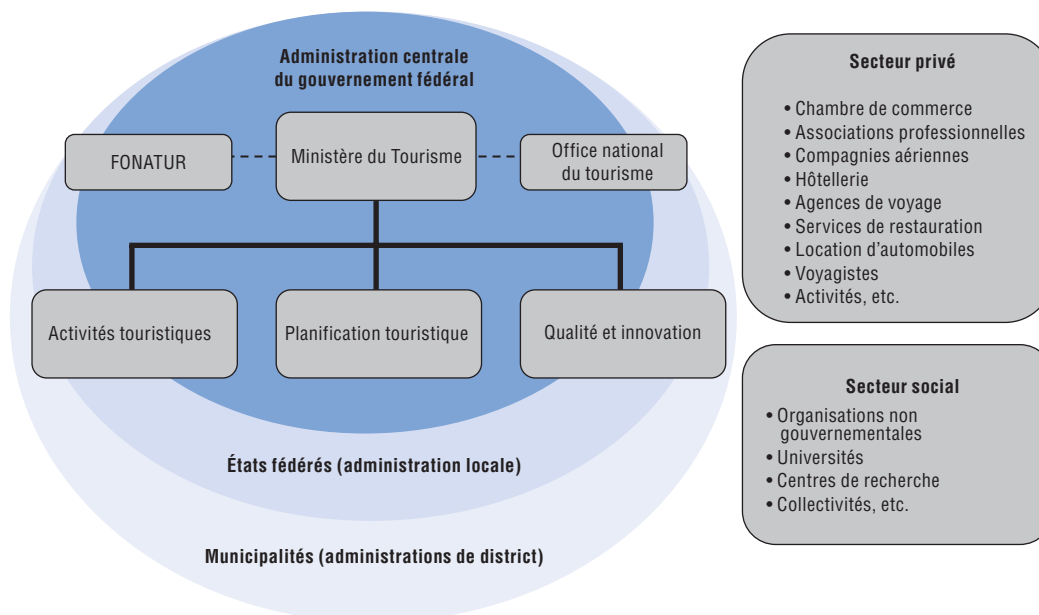 Administration centrale
du gouvernement fédéral
FONATUR
Ministère du Tourisme
Office national
du tourisme
Activités touristiques
Planification touristique
Qualité et innovation
États fédérés (administration locale)
Municipalités (administrations de district)
Secteur privé
• Chambre de commerce
• Associations professionnelles
• Compagnies aériennes
• Hôtellerie
• Agences de voyage
• Services de restauration
• Location d'automobiles
• Voyagistes
• Activités, etc.
Secteur social
• Organisations non
gouvernementales
• Universités
• Centres de recherche
• Collectivités, etc.